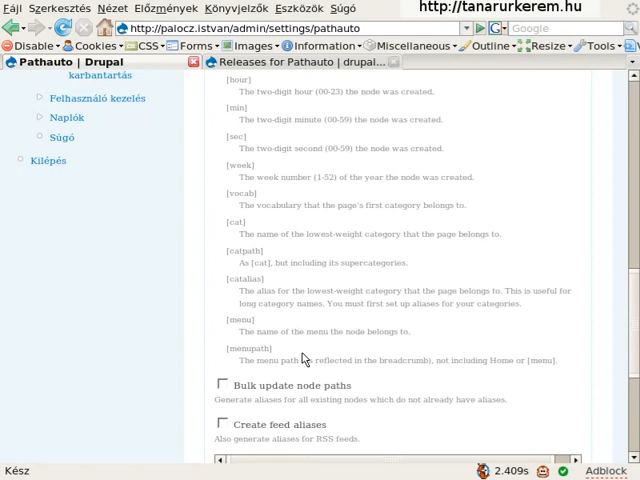 http://tanarurkerem.hu
Fájl Szerkesztés Nézet Előzmények Könyvjelzők Eszközök Súgó
http://palocz.istvan/admin/settings/pathauto
Google
Disable Cookies CSS Forms Images Information Miscellaneous Outline Resize Tools
Pathauto | Drupal
Releases for Pathauto | drupal...
karbantartás
Felhasználó kezelés
Naplók
Súgó
Kilépés
[hour]
The two-digit hour (00-23) the node was created.
[min]
The two-digit minute (00-59) the node was created.
[sec]
The two-digit second (00-59) the node was created.
[week]
The week number (1-52) of the year the node was created.
[vocab]
The vocabulary that the page's first category belongs to.
[cat]
The name of the lowest-weight category that the page belongs to.
[catpath]
As [cat], but including its supercategories.
[catalias]
The alias for the lowest-weight category that the page belongs to. This is useful for
long category names. You must first set up aliases for your categories.
[menu]
The name of the menu the node belongs to.
[menupath]
The menu path reflected in the breadcrumb), not including Home or [menu].
Bulk update node paths
Generate aliases for all existing nodes which do not already have aliases.
Create feed aliases
Also generate aliases for RSS feeds.
Kész
2.409s
Adblock